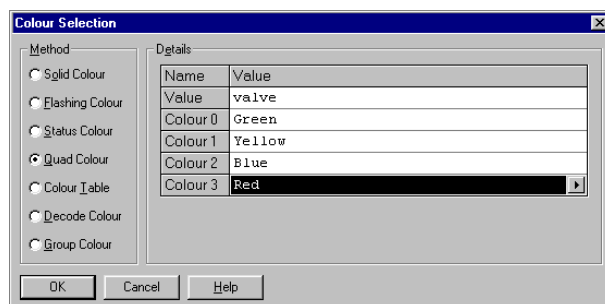 Colour Selection
Method
Solid Colour
Flashing Colour
Status Colour
Quad Colour
Colour Table
Decode Colour
Group Colour
Details
Name Value
Value valve
Colour 0 Green
Colour 1 Yellow
Colour 2 Blue
Colour 3 Red
OK Cancel Help